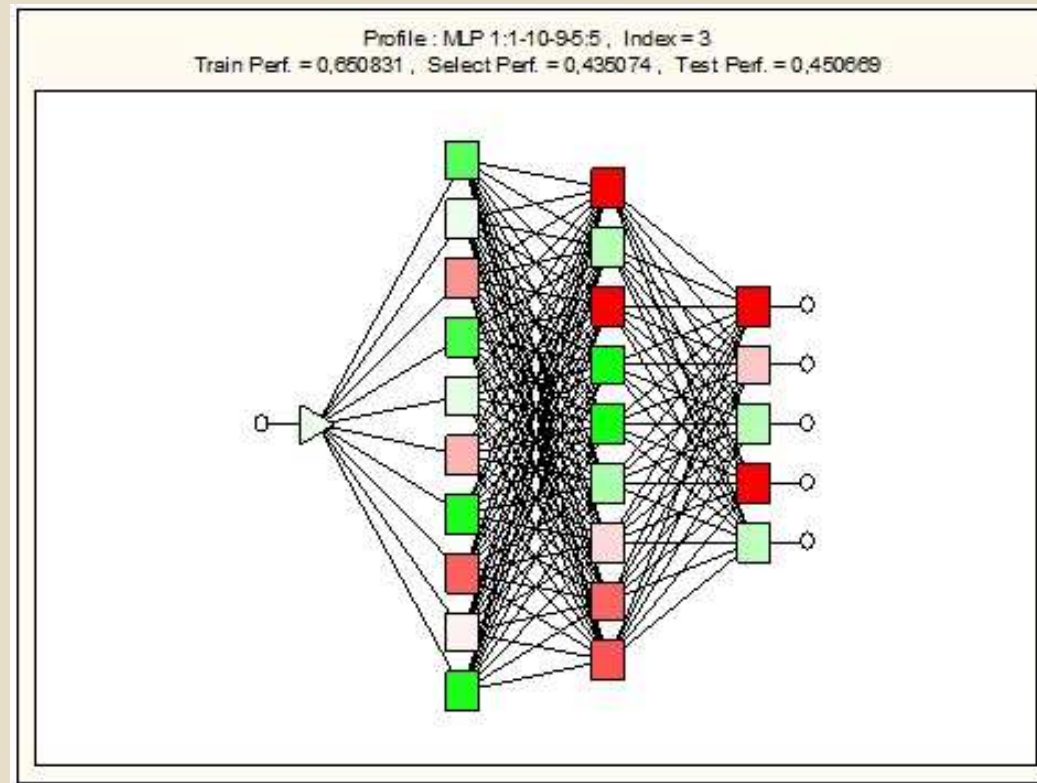 Profile : MLP 1:1-10-9-5:5 , Index = 3
Train Perf. = 0,650831 , Select Perf. = 0,435074 , Test Perf. = 0,450669